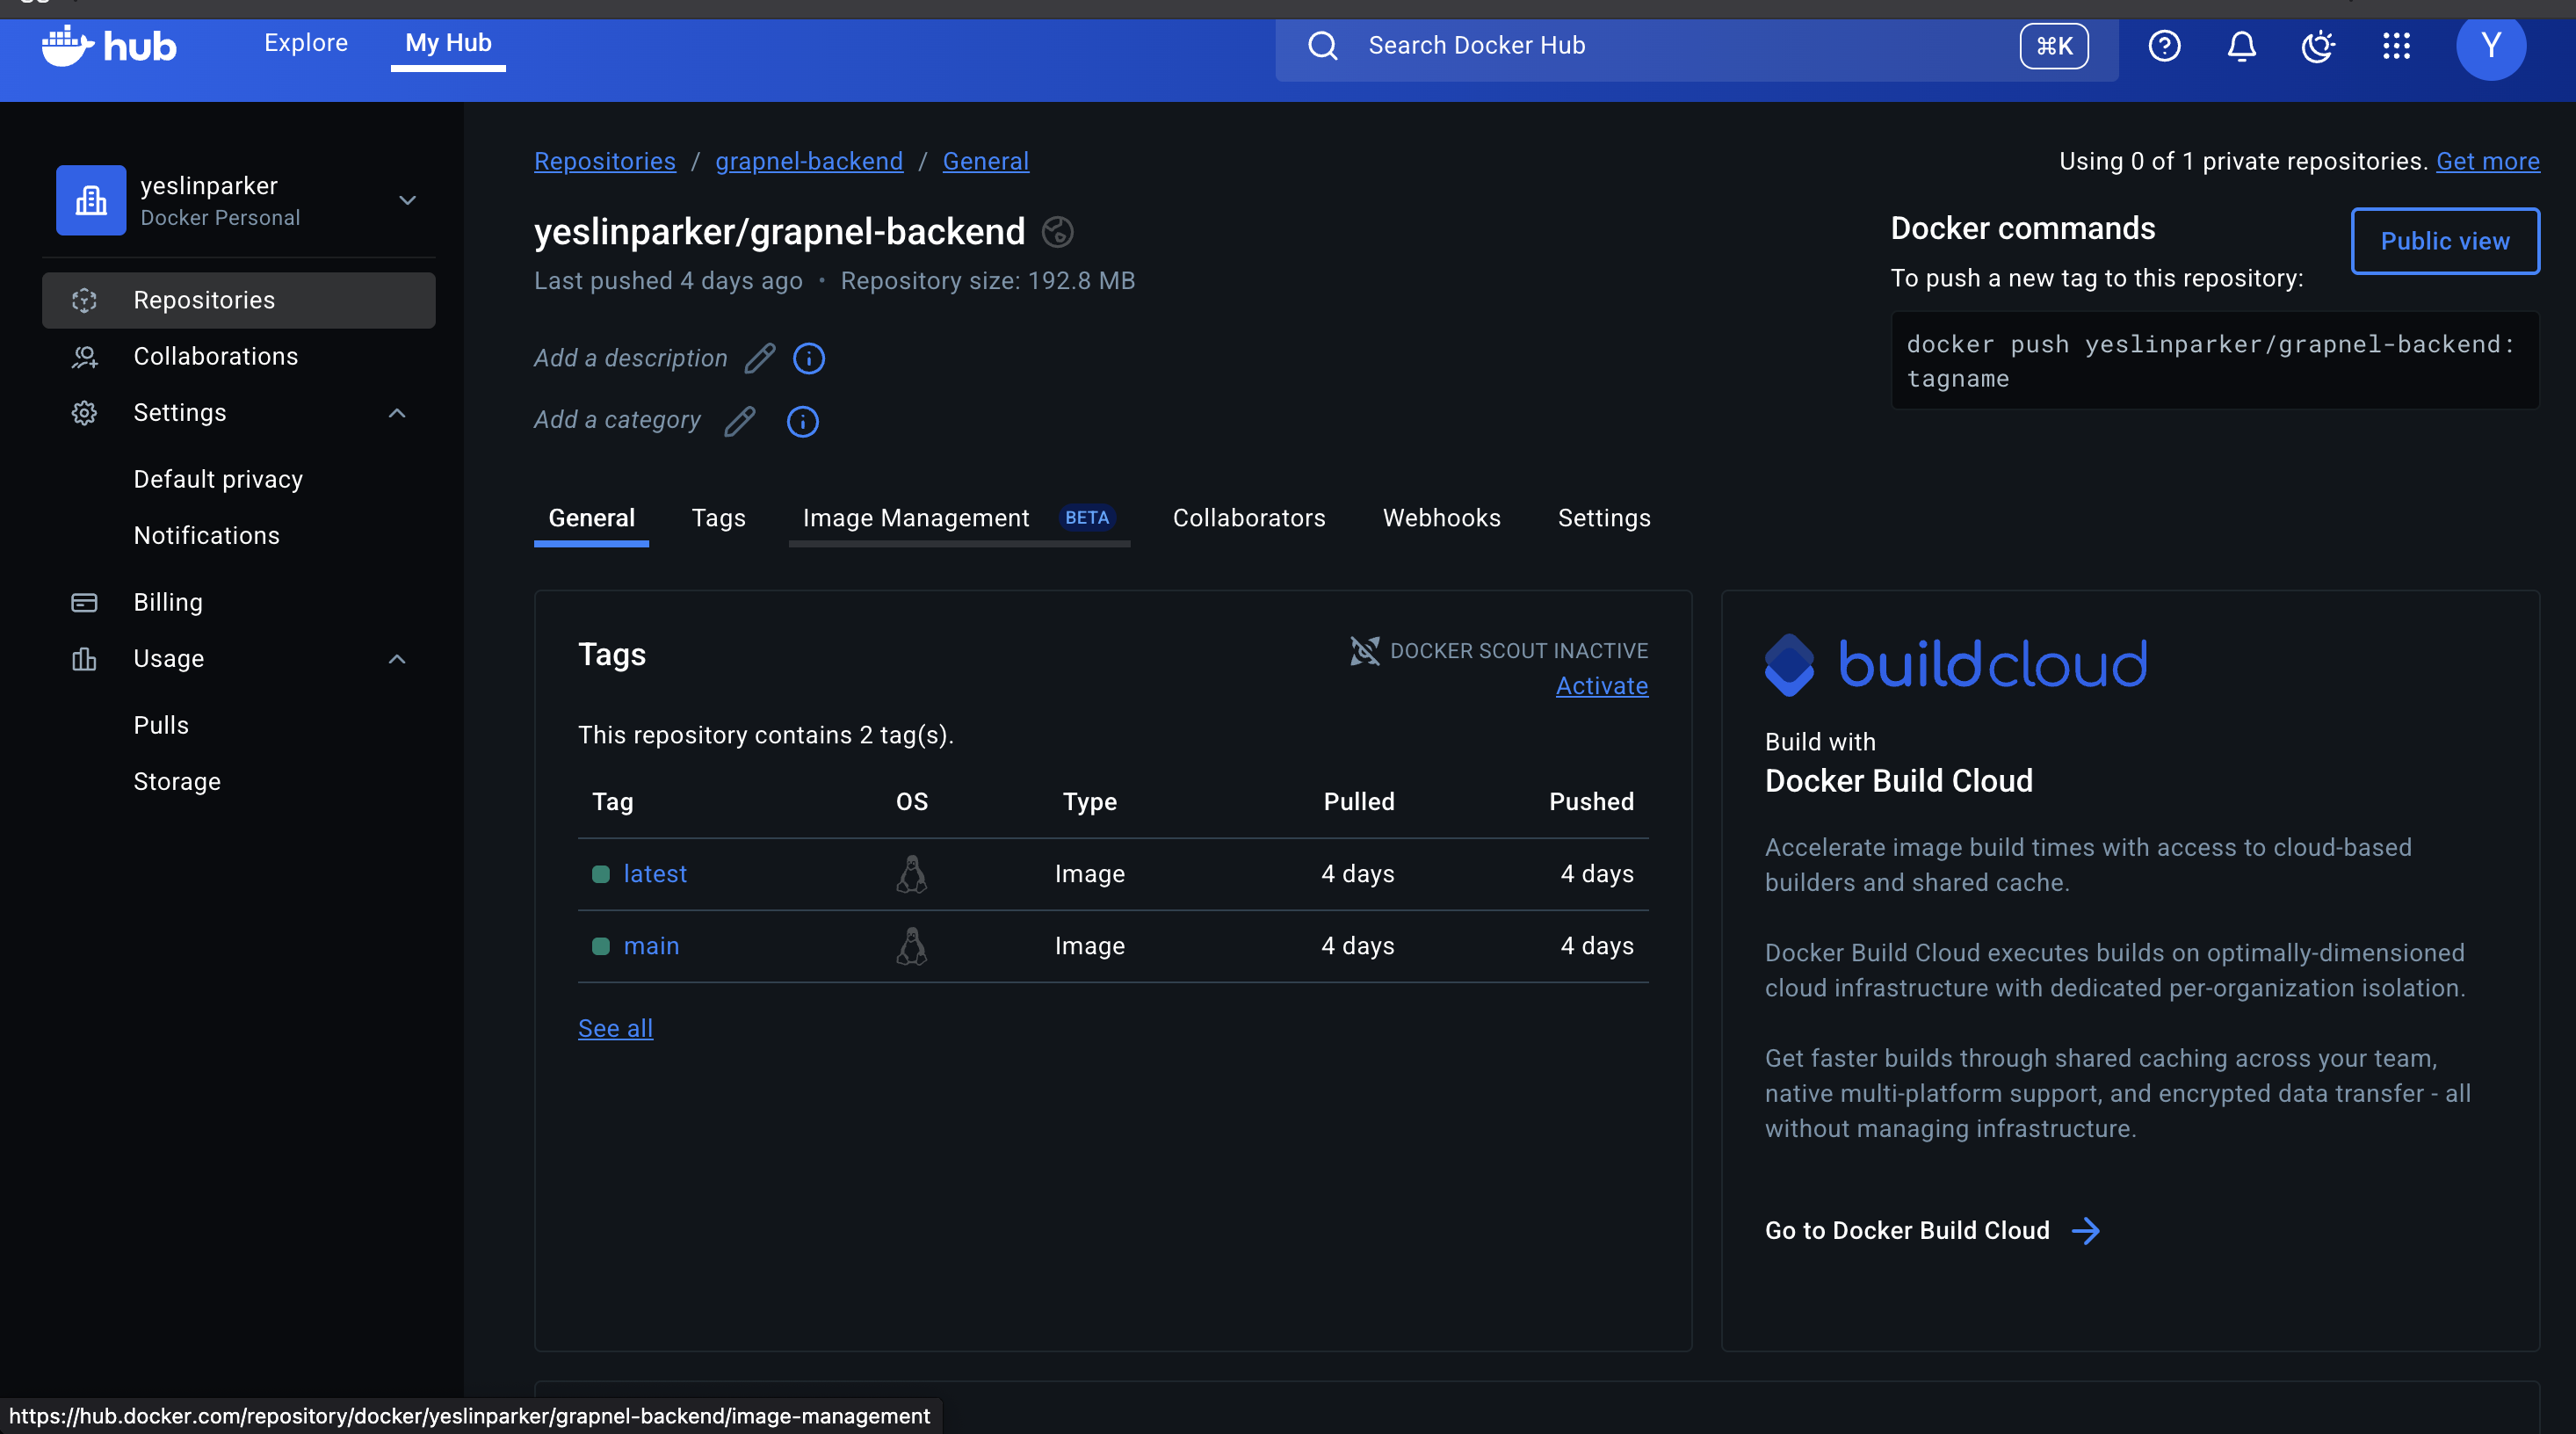 hub
Explore
My Hub
Search Docker Hub
⌘K
Y
yeslinparker
Docker Personal
Repositories
Collaborations
Settings
Default privacy
Notifications
Billing
Usage
Pulls
Storage
Repositories / grapnel-backend / General
Using 0 of 1 private repositories. Get more
yeslinparker/grapnel-backend
Last pushed 4 days ago • Repository size: 192.8 MB
Add a description
Add a category
Docker commands
Public view
To push a new tag to this repository:
docker push yeslinparker/grapnel-backend:
tagname
General
Tags
Image Management BETA
Collaborators
Webhooks
Settings
Tags
DOCKER SCOUT INACTIVE
Activate
This repository contains 2 tag(s).
Tag OS Type Pulled Pushed
latest Image 4 days 4 days
main Image 4 days 4 days
See all
buildcloud
Build with
Docker Build Cloud
Accelerate image build times with access to cloud-based
builders and shared cache.
Docker Build Cloud executes builds on optimally-dimensioned
cloud infrastructure with dedicated per-organization isolation.
Get faster builds through shared caching across your team,
native multi-platform support, and encrypted data transfer - all
without managing infrastructure.
Go to Docker Build Cloud
https://hub.docker.com/repository/docker/yeslinparker/grapnel-backend/image-management